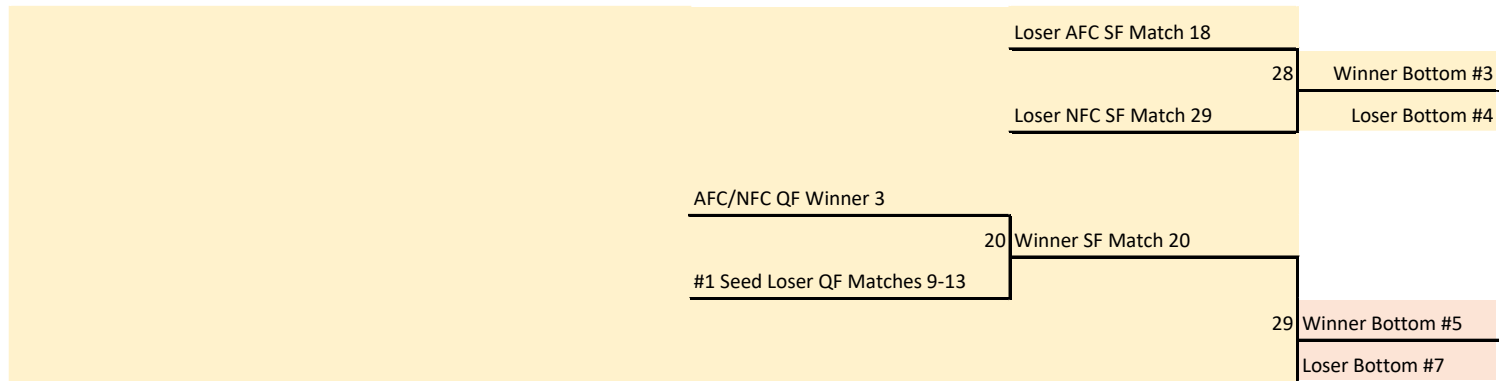 Loser AFC SF Match 18
28 Winner Bottom #3
Loser NFC SF Match 29 Loser Bottom #4
AFC/NFC QF Winner 3
20 Winner SF Match 20
#1 Seed Loser QF Matches 9-13
29 Winner Bottom #5
Loser Bottom #7